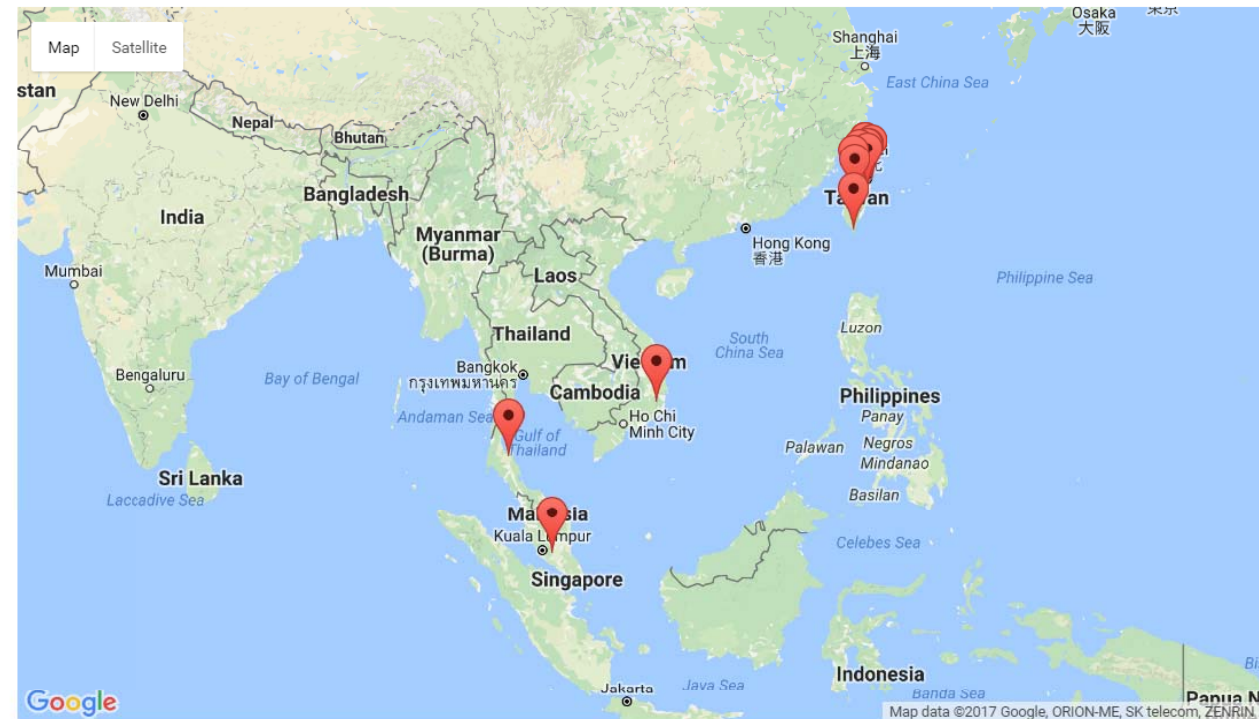 Osaka
大阪
Map
Satellite
Shanghai
上海
East China Sea
stan
New Delhi
Nepal
Bhutan
Bangladesh
India
Myanmar
(Burma)
Hong Kong
香港
Mumbai
Laos
Philippine Sea
Thailand
South
China Sea
Luzon
Bangkok
กรุงเทพมหานคร
Bengaluru
Bay of Bengal
Cambodia
Philippines
Andaman Sea
Ho Chi
Minh City
Panay
Gulf of
Thailand
Palawan
Negros
Mindanao
Sri Lanka
Laccadive Sea
Basilan
Kuala Lumpur
Celebes Sea
Singapore
Indonesia
Jakarta
Java Sea
Banda Sea
Papua N
Google
Map data ©2017 Google, ORION-ME, SK telecom, ZENRIN